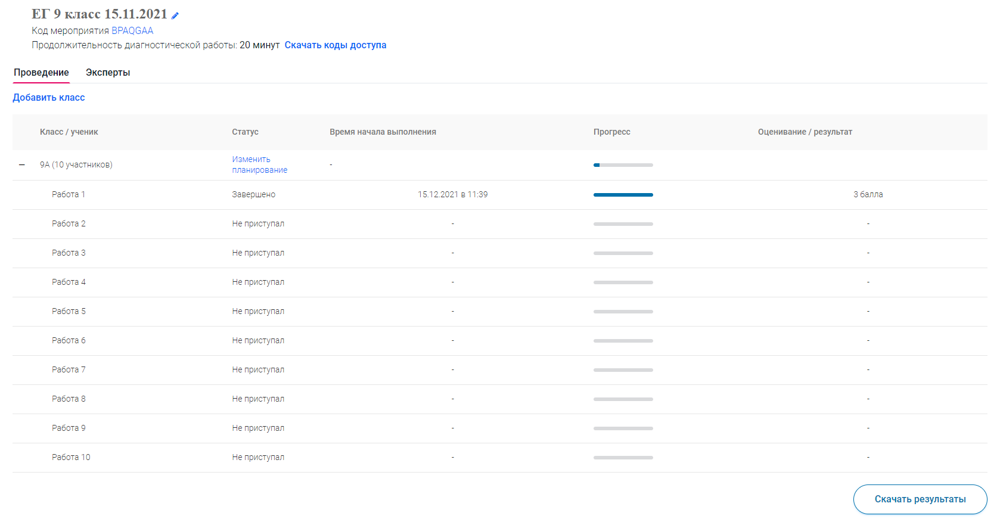 ЕГ 9 класс 15.11.2021
Код мероприятия BPAQGAA
Продолжительность диагностической работы: 20 минут Скачать коды доступа
Проведение Эксперты
Добавить класс
Класс / ученик Статус Время начала выполнения Прогресс Оценивание / результат
9А (10 участников) Изменить планирование -
Работа 1 Завершено 15.12.2021 в 11:39 3 балла
Работа 2 Не приступал - -
Работа 3 Не приступал - -
Работа 4 Не приступал - -
Работа 5 Не приступал - -
Работа 6 Не приступал - -
Работа 7 Не приступал - -
Работа 8 Не приступал - -
Работа 9 Не приступал - -
Работа 10 Не приступал - -
Скачать результаты